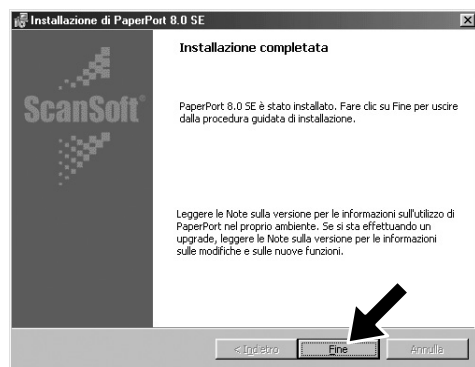 Installazione di PaperPort 8.0 SE
Installazione completata
ScanSoft®
PaperPort 8.0 SE è stato installato. Fare clic su Fine per uscire
dalla procedura guidata di installazione.
Leggere le Note sulla versione per le informazioni sull'utilizzo di
PaperPort nel proprio ambiente. Se si sta effettuando un
upgrade, leggere le Note sulla versione per le informazioni
sulle modifiche e sulle nuove funzioni.
< Indietro
Fine
Annulla